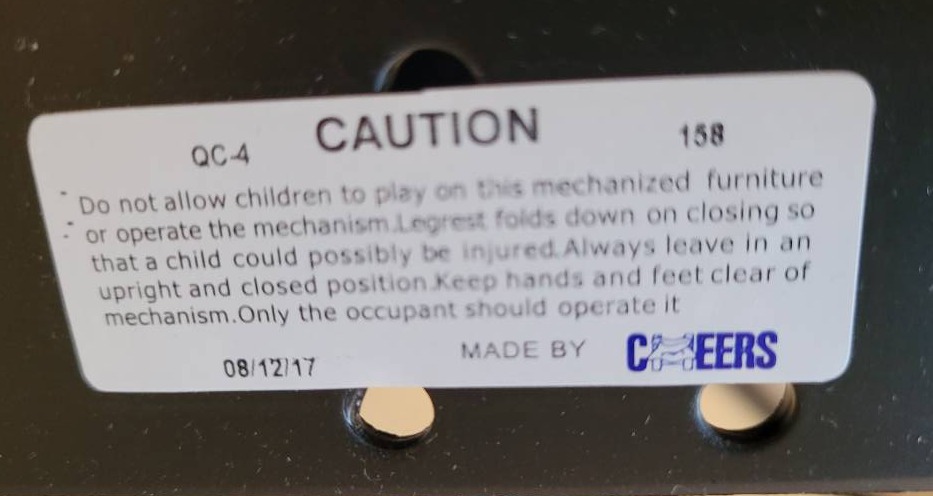 QC-4 CAUTION 158
Do not allow children to play on this mechanized furniture
or operate the mechanism.Legrest folds down on closing so
that a child could possibly be injured.Always leave in an
upright and closed position.Keep hands and feet clear of
mechanism.Only the occupant should operate it
08/12/17 MADE BY CHEERS